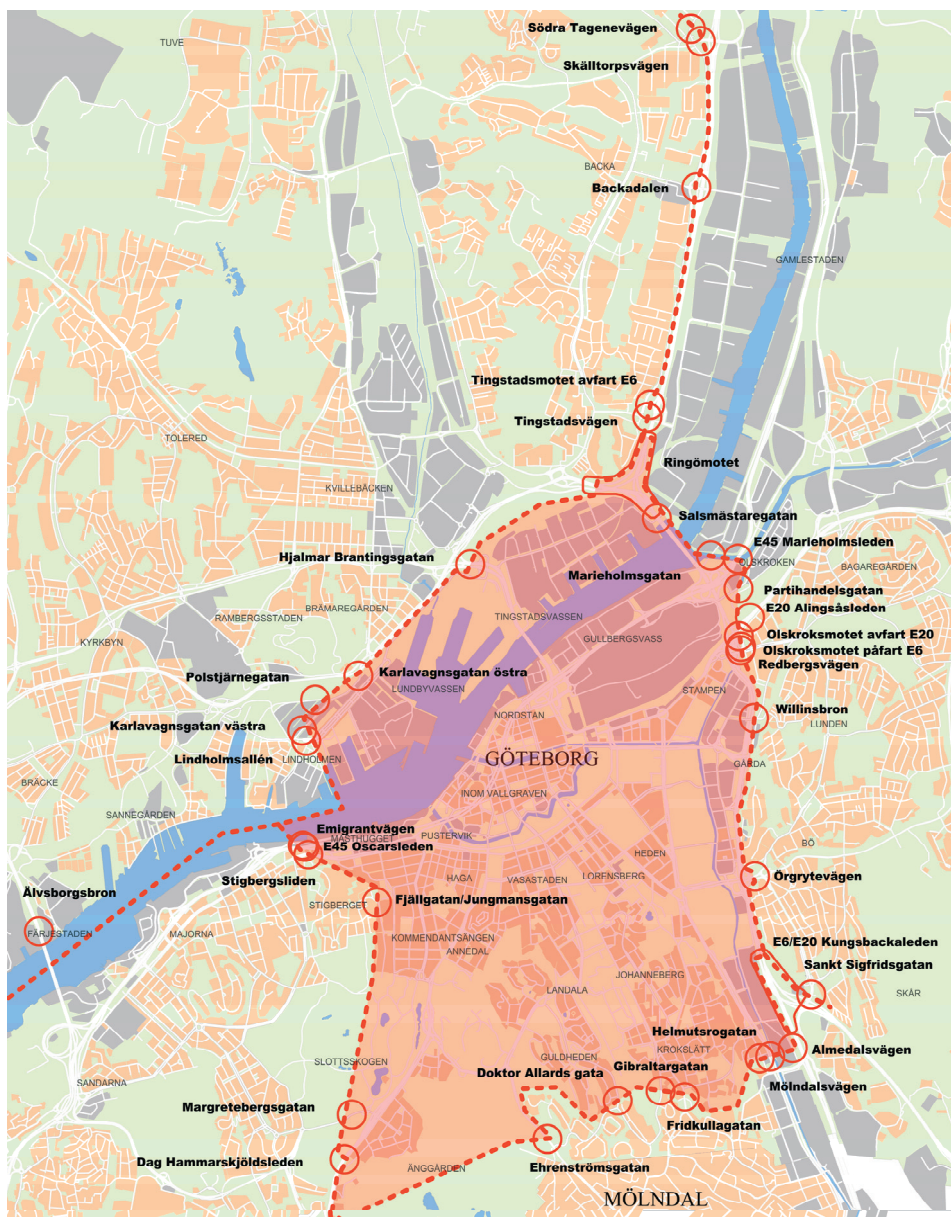 Södra Tagenevägen
TUVE
Skälltorpsvägen
BACKA
Backadalen
GAMLESTADEN
Tingstadsmotet avfart E6
Tingstadsvägen
TOLERED
Ringömotet
KVILLEBÄCKEN
Salsmästaregatan
E45 Marieholmsleden
Hjalmar Brantingsgatan
OLSKROKEN
BAGAREGÅRDEN
Marieholmsgatan
Partihandelsgatan
BRÄMAREGÅRDEN
E20 Alingsåsleden
RAMBERGSSTADEN
TINGSTADSVASSEN
Olskroksmotet avfart E20
KYRKBYN
GULLBERGSVASS
Olskroksmotet påfart E6
Redbergsvägen
Karlavagnsgatan östra
Polstjärnegatan
LUNDBYVASSEN
STAMPEN
NORDSTAN
Willinsbron
LUNDEN
Karlavagnsgatan västra
Lindholmsallén
LINDHOLMEN
GÖTEBORG
GÅRDA
BRÄCKE
INOM VALLGRAVEN
SANNEGÅRDEN
Emigrantvägen
MASTHUGGET
PUSTERVIK
E45 Oscarsleden
BÖ
HEDEN
Stigbergsliden
HAGA
VASASTADEN
LORENSBERG
Örgrytevägen
Älvsborgsbron
STIGBERGET
Fjällgatan/Jungmansgatan
FÄRJESTADEN
MAJORNA
KOMMENDANTSÄNGEN
E6/E20 Kungsbackaleden
ANNEDAL
Sankt Sigfridsgatan
JOHANNEBERG
LANDALA
SKÅR
Helmutsrogatan
SLOTTSSKOGEN
GULDHEDEN
KROKSLÄTT
Almedalsvägen
Doktor Allards gata
Gibraltargatan
Mölndalsvägen
SANDARNA
Margretebergsgatan
Fridkullagatan
Dag Hammarskjöldsleden
ÄNGGÅRDEN
Ehrenströmsgatan
MÖLNDAL